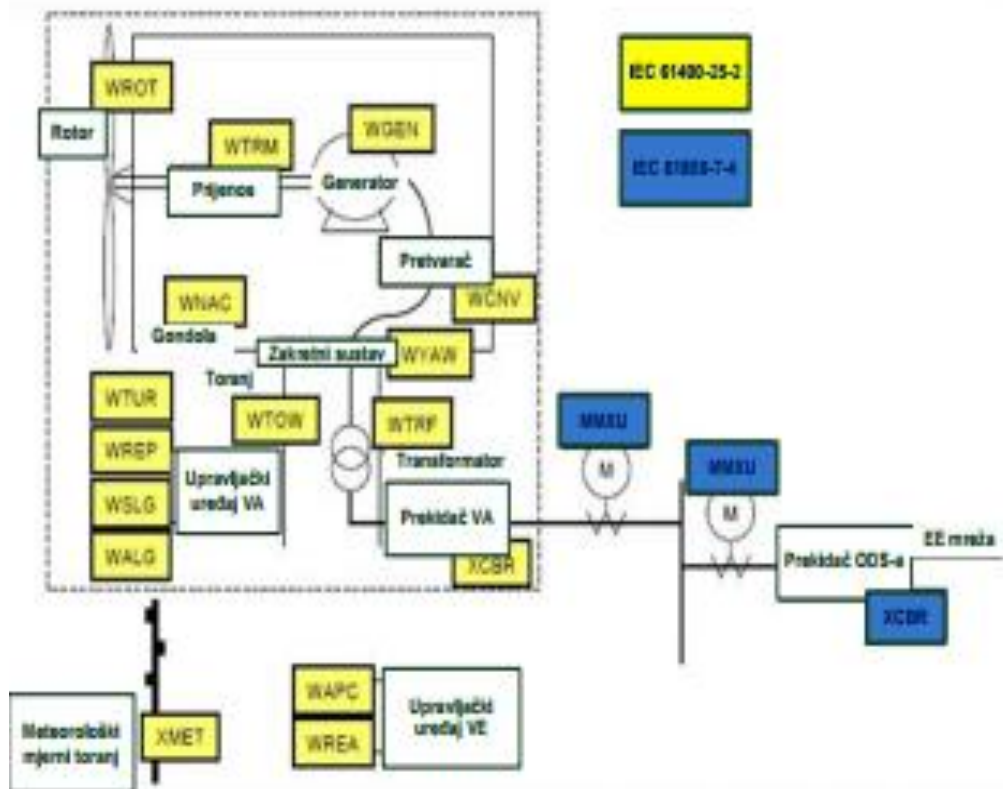 WROT
Rotor
WTRM
Prijenos
WGEN
Generator
Pretvarač
WCNV
WNAC
Gondola
Zakretni sustav
WYAW
Toranj
WTUR
WREP
WSLG
WALG
WTOW
Upravljački
uređaj VA
WTRF
Transformator
Prekidač VA
XCBR
IEC 61400-25-2
IEC 61850-7-4
MMXU
M
MMXU
M
Prekidač ODS-a
EE mreža
XCBR
Meteorološki
mjerni toranj
XMET
WAPC
WREA
Upravljački
uređaj VE